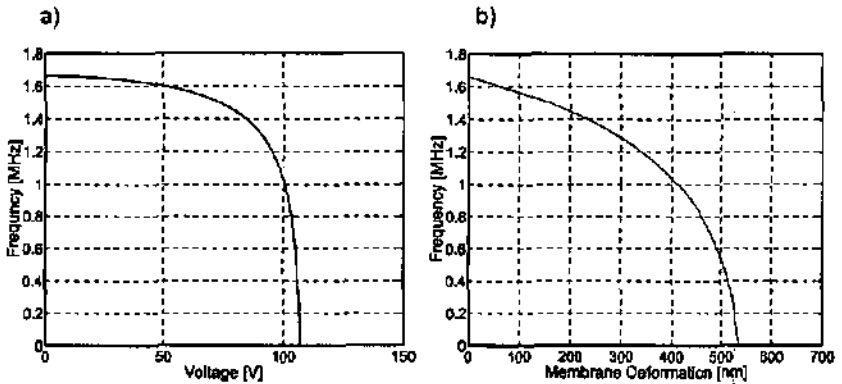 a)
1.8
1.6
1.4
1.2
1
0.8
0.6
0.4
0.2
0
Frequncy [MHz]
0 50 100 150
Voltage [V]
b)
1.8
1.6
1.4
1.2
1
0.8
0.6
0.4
0.2
0
Frequency [MHz]
0 100 200 300 400 500 600 700
Membrane Deformation [nm]